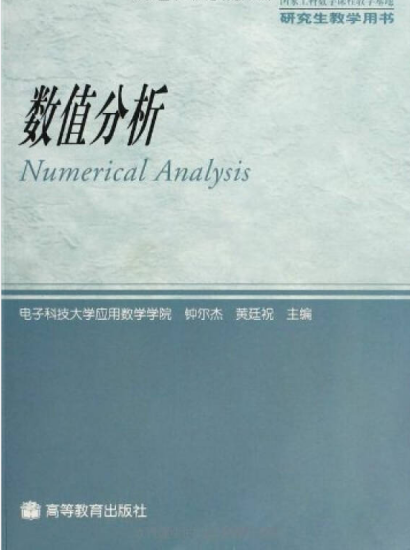 研究生教学用书
数值分析
Numerical Analysis
电子科技大学应用数学学院 钟尔杰 黄廷祝 主编
高等教育出版社